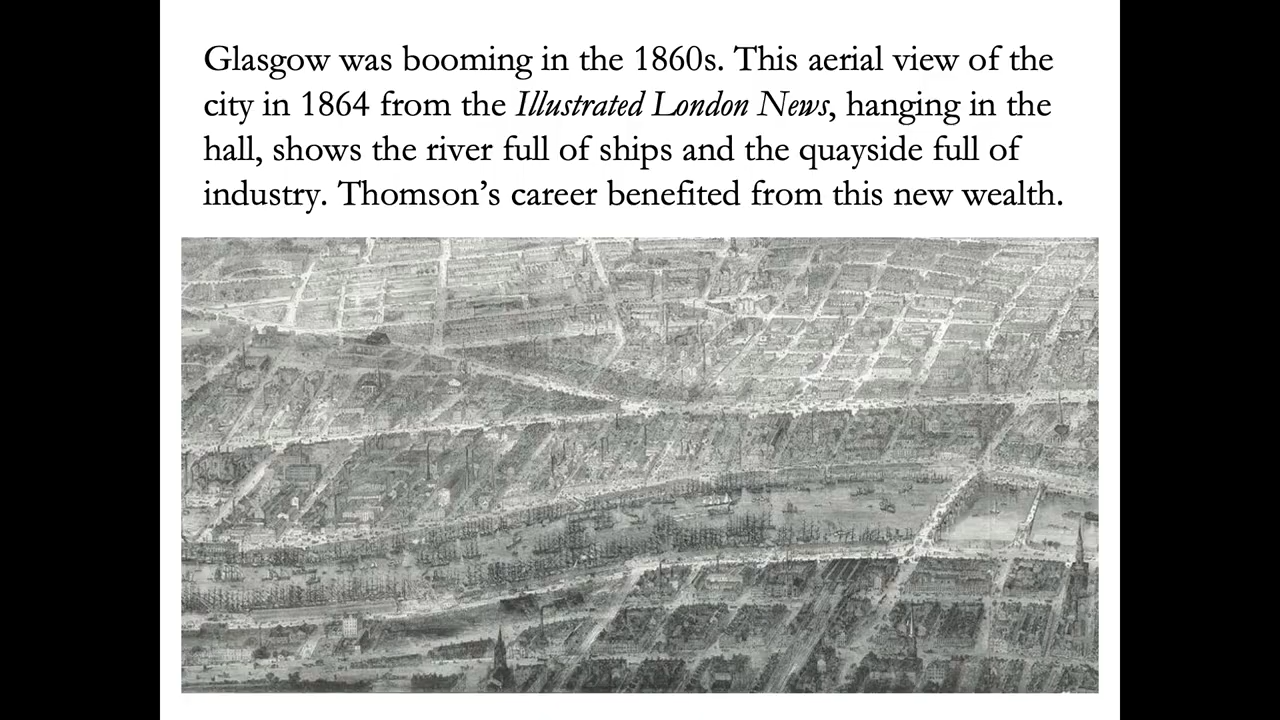 Glasgow was booming in the 1860s. This aerial view of the
city in 1864 from the Illustrated London News, hanging in the
hall, shows the river full of ships and the quayside full of
industry. Thomson’s career benefited from this new wealth.